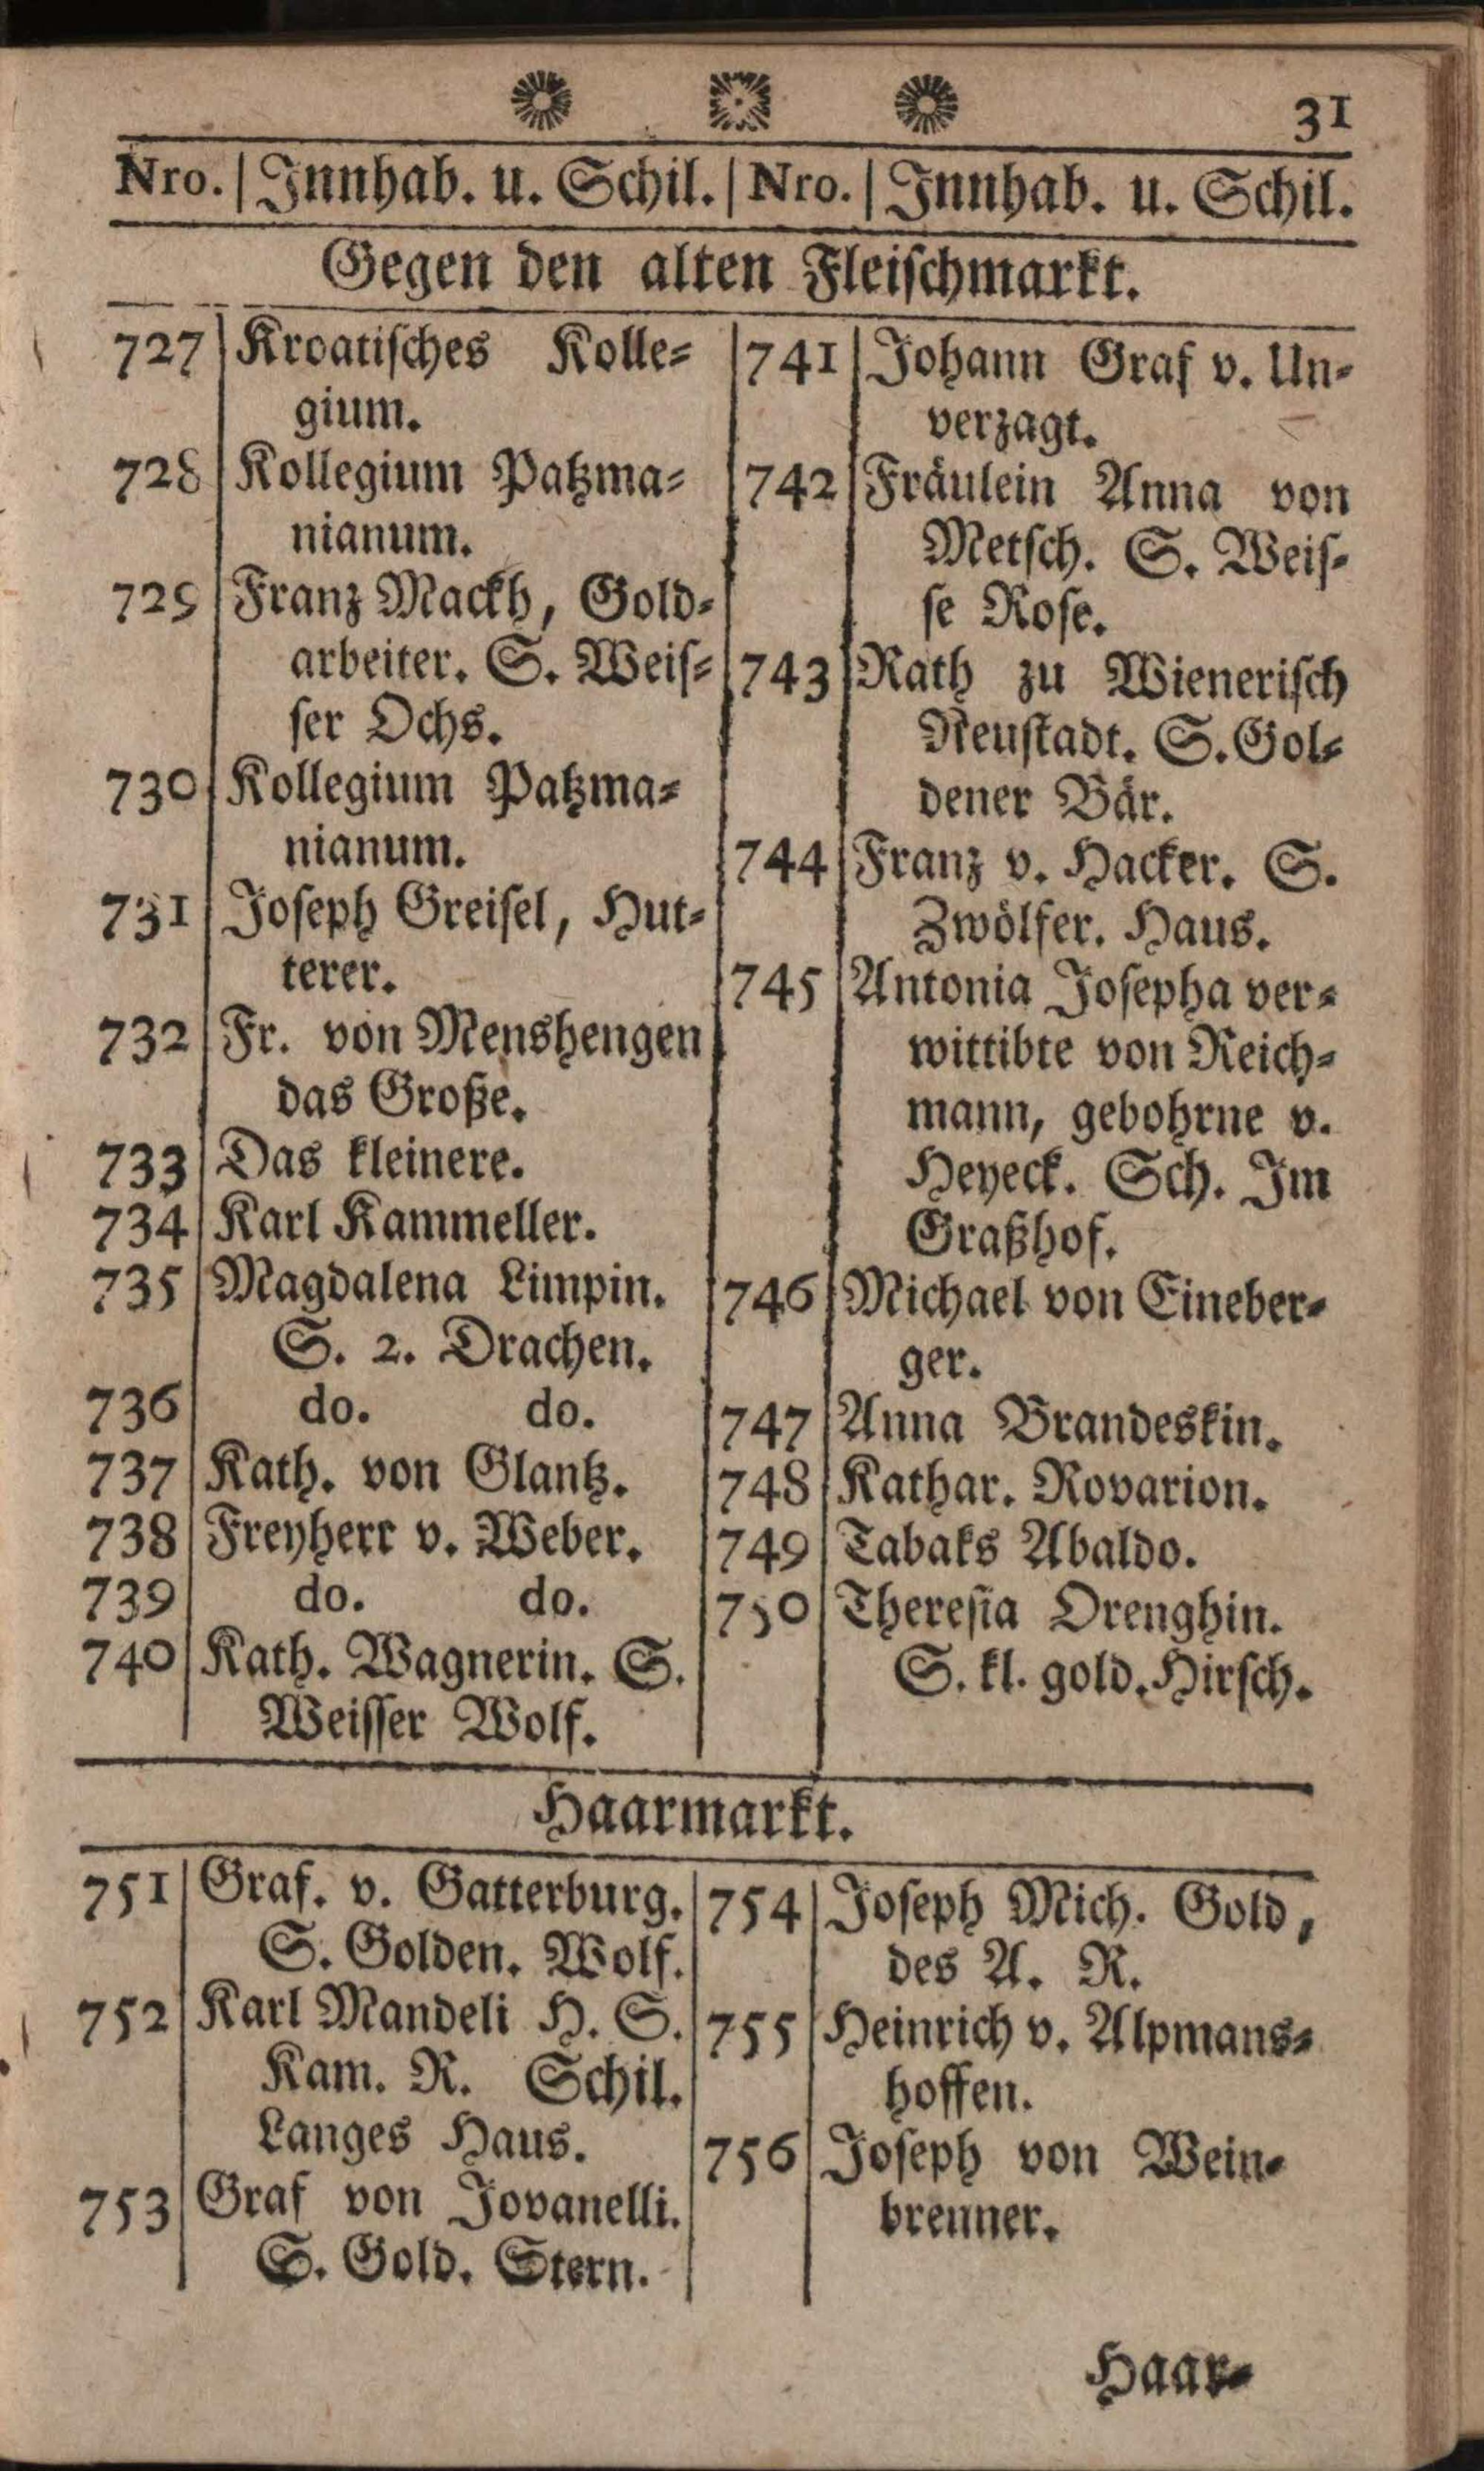 31
Nro. | Innhab. u. Schil. | Nro. | Innhab. u. Schil.
Gegen den alten Fleischmarkt.
727 Kroatisches Kolle-
gium.
728 Kollegium Patzma-
nianum.
729 Franz Mackh, Gold-
arbeiter. S. Weis-
ser Ochs.
730 Kollegium Patzma-
nianum.
731 Joseph Greisel, Hut-
terer.
732 Fr. von Menshengen
das Große.
733 Das kleinere.
734 Karl Kammeller.
735 Magdalena Limpin.
S. 2. Drachen.
736 do. do.
737 Kath. von Glantz.
738 Freyherr v. Weber.
739 do. do.
740 Kath. Wagnerin. S.
Weisser Wolf.
741 Johann Graf v. Un-
verzagt.
742 Fräulein Anna von
Metsch. S. Weis-
se Rose.
743 Rath zu Wienerisch
Neustadt. S. Gol-
dener Bär.
744 Franz v. Hacker. S.
Zwölfer. Haus.
745 Antonia Josepha ver-
wittibte von Reich-
mann, gebohrne v.
Heyeck. Sch. Im
Graßhof.
746 Michael von Eineber-
ger.
747 Anna Brandeskin.
748 Kathar. Rovarion.
749 Tabaks Abaldo.
750 Theresia Orenghin.
S. kl. gold. Hirsch.
Haarmarkt.
751 Graf. v. Gatterburg.
S. Golden. Wolf.
752 Karl Mandeli H. S.
Kam. R. Schil.
Langes Haus.
753 Graf von Jovanelli.
S. Gold. Stern.
754 Joseph Mich. Gold,
des A. R.
755 Heinrich v. Alpmans-
hoffen.
756 Joseph von Wein-
brenner.
Haar-